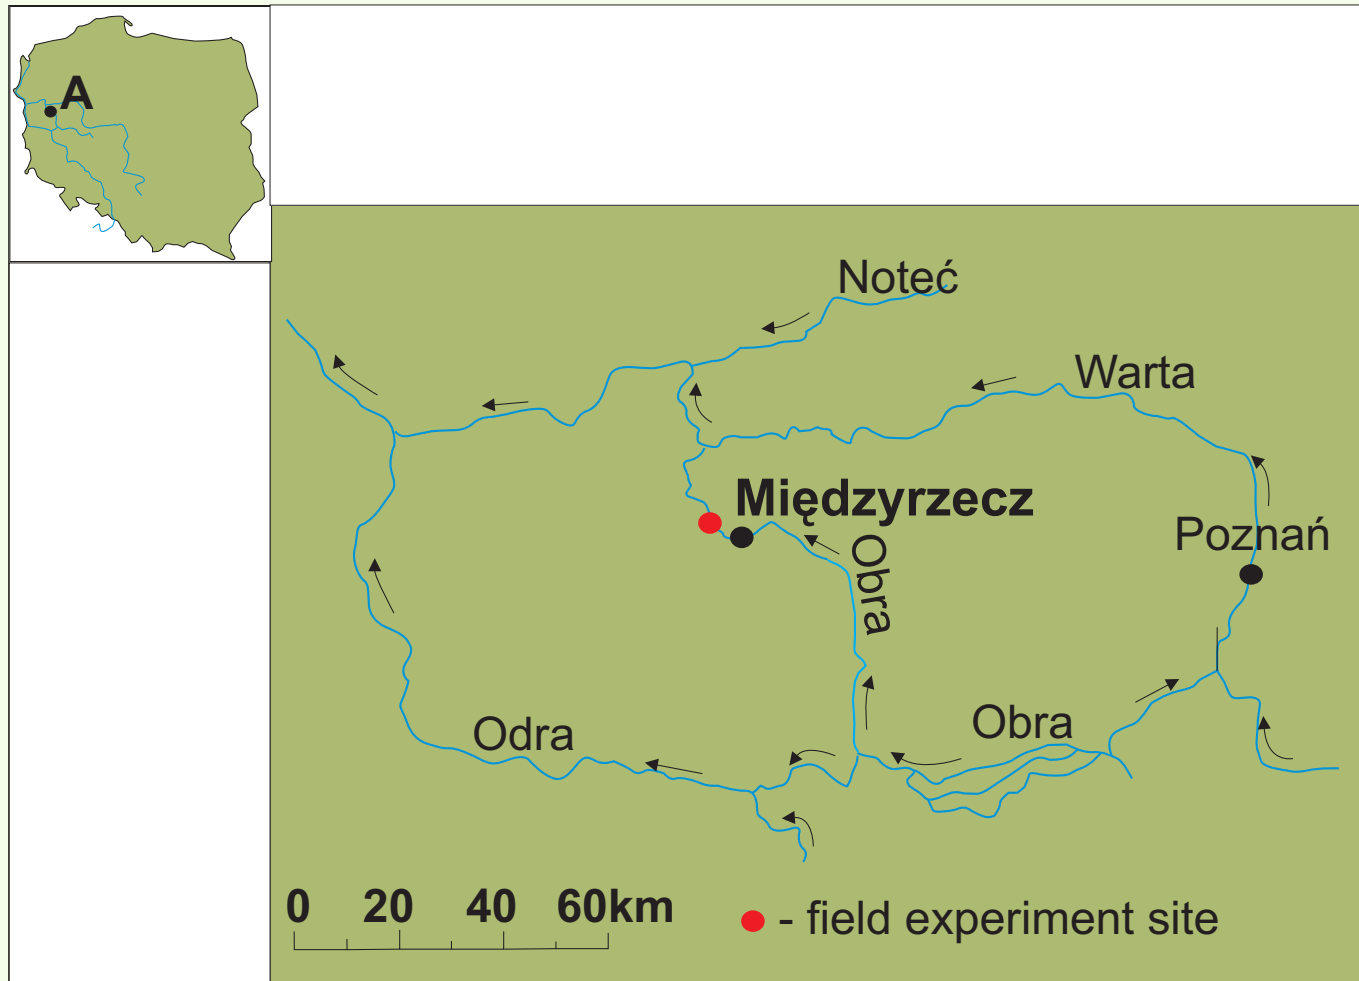 A
Noteć
Warta
Międzyrzecz
Poznań
Obra
Obra
Odra
0 20 40 60km
- field experiment site